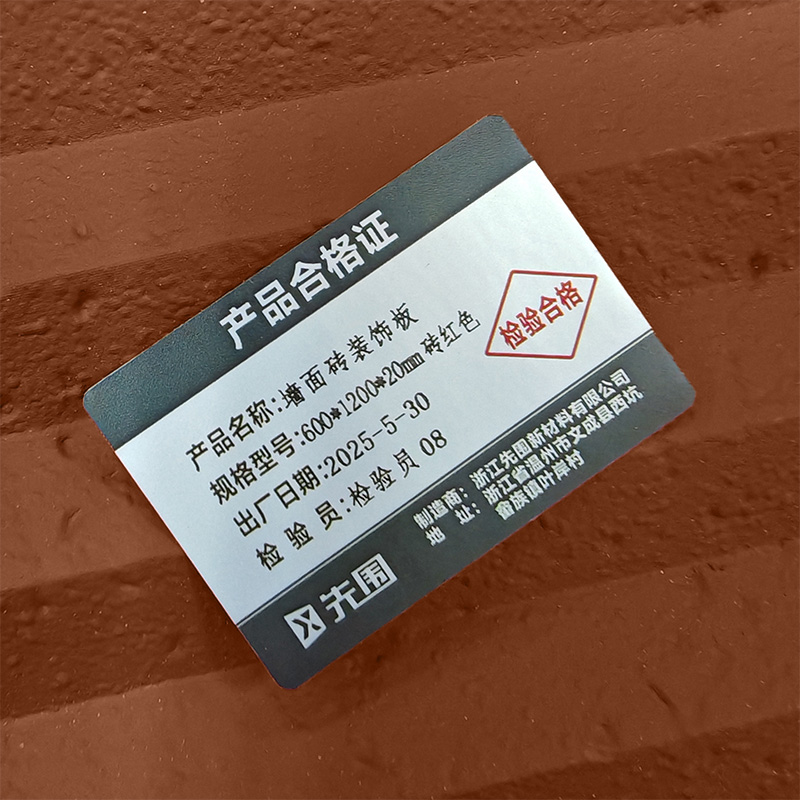 产品合格证
产品名称:墙面砖装饰板
规格型号:600*1200*20mm 砖红色
出厂日期:2025-5-30
检 验 员:检验员 08
检验合格
先围
制造商: 浙江先围新材料有限公司
地 址: 浙江省温州市文成县西坑
畲族镇叶岸村